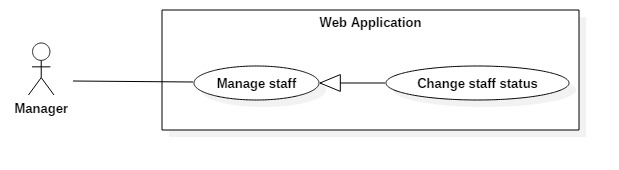 Web Application
Manager
Manage staff
Change staff status